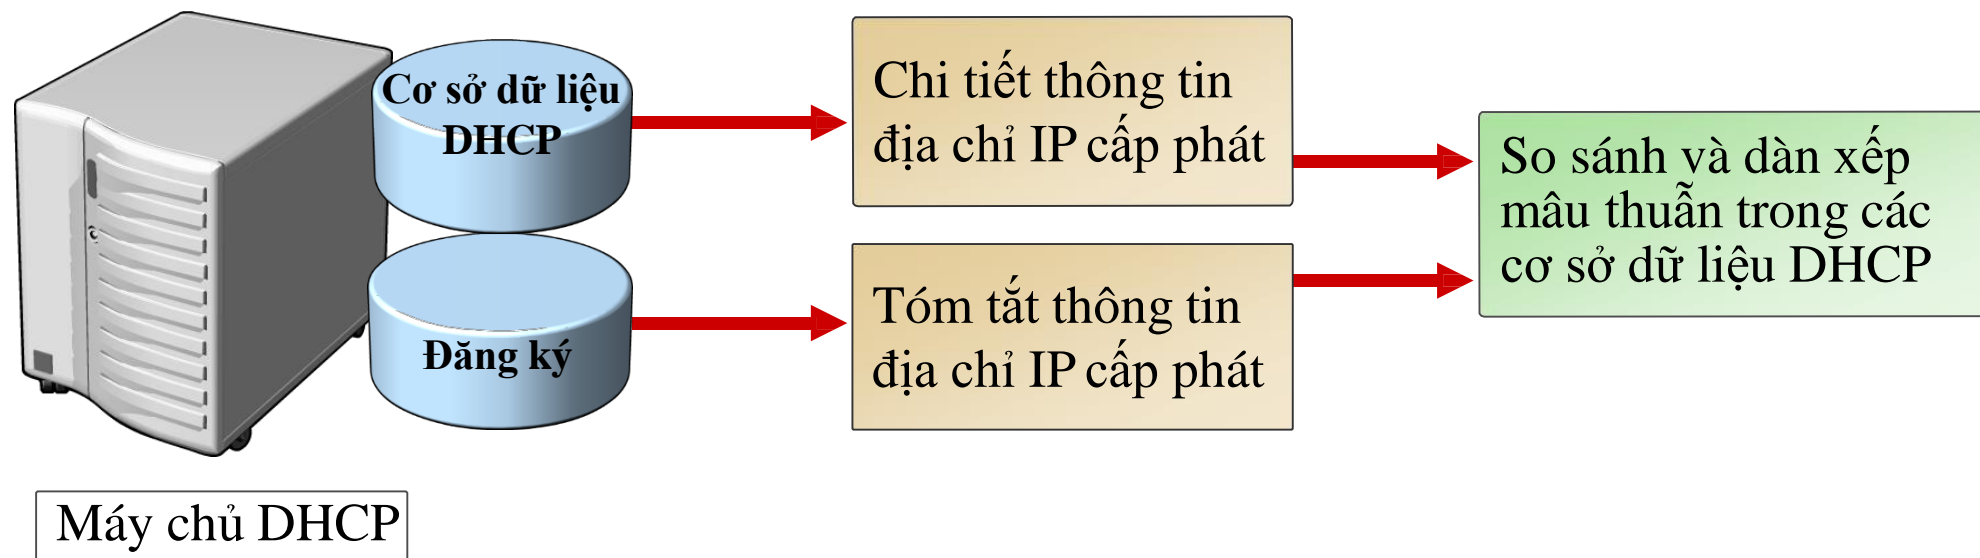 Cơ sở dữ liệu
DHCP
Chi tiết thông tin
địa chỉ IP cấp phát
So sánh và dàn xếp
mâu thuẫn trong các
cơ sở dữ liệu DHCP
Đăng ký
Tóm tắt thông tin
địa chỉ IP cấp phát
Máy chủ DHCP